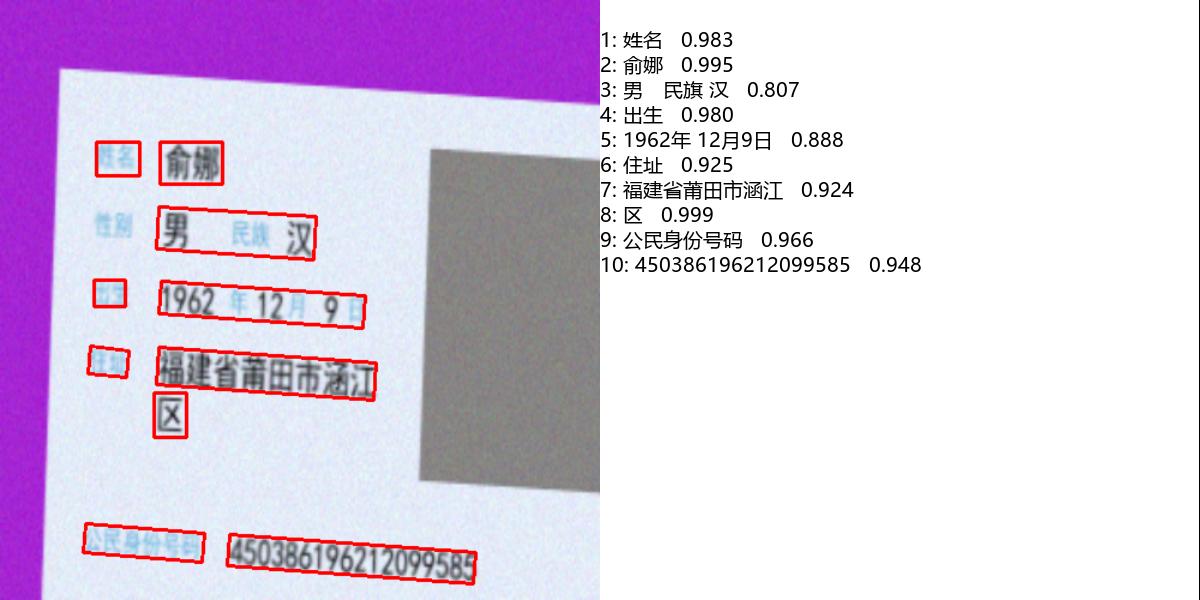 姓名 俞娜
性别 男 民族 汉
出生 1962 年 12 月 9 日
住址 福建省莆田市涵江
区
公民身份号码 450386196212099585
1: 姓名 0.983
2: 俞娜 0.995
3: 男 民旗 汉 0.807
4: 出生 0.980
5: 1962年 12月9日 0.888
6: 住址 0.925
7: 福建省莆田市涵江 0.924
8: 区 0.999
9: 公民身份号码 0.966
10: 450386196212099585 0.948